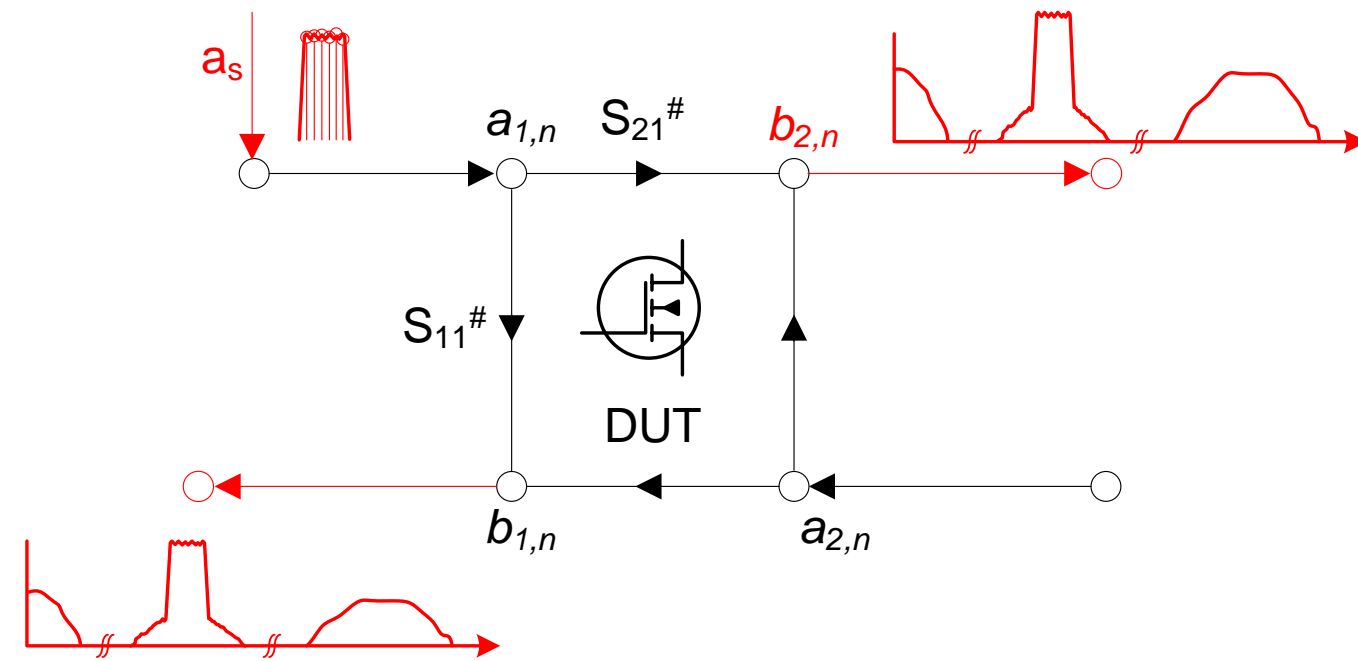 aₛ
a₁,ₙ
S₂₁#
b₂,ₙ
S₁₁#
DUT
b₁,ₙ
a₂,ₙ